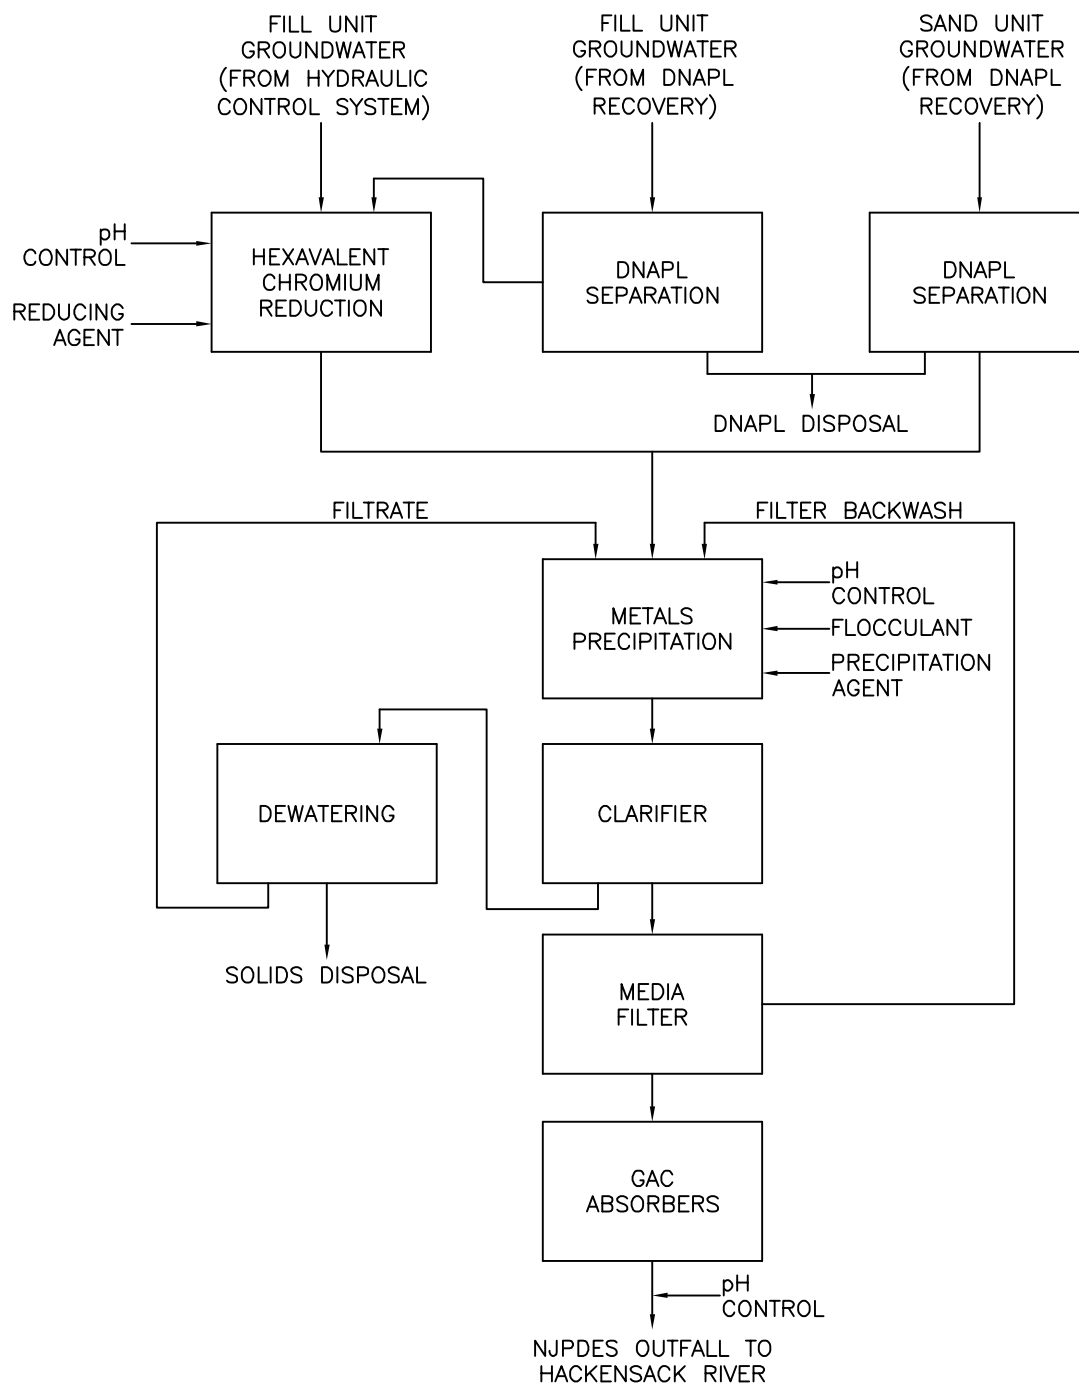 FILL UNIT
GROUNDWATER
(FROM HYDRAULIC
CONTROL SYSTEM)
FILL UNIT
GROUNDWATER
(FROM DNAPL
RECOVERY)
SAND UNIT
GROUNDWATER
(FROM DNAPL
RECOVERY)
pH
CONTROL
REDUCING
AGENT
HEXAVALENT
CHROMIUM
REDUCTION
DNAPL
SEPARATION
DNAPL
SEPARATION
DNAPL DISPOSAL
FILTRATE
FILTER BACKWASH
METALS
PRECIPITATION
pH
CONTROL
FLOCCULANT
PRECIPITATION
AGENT
DEWATERING
CLARIFIER
SOLIDS DISPOSAL
MEDIA
FILTER
GAC
ABSORBERS
pH
CONTROL
NJPDES OUTFALL TO
HACKENSACK RIVER